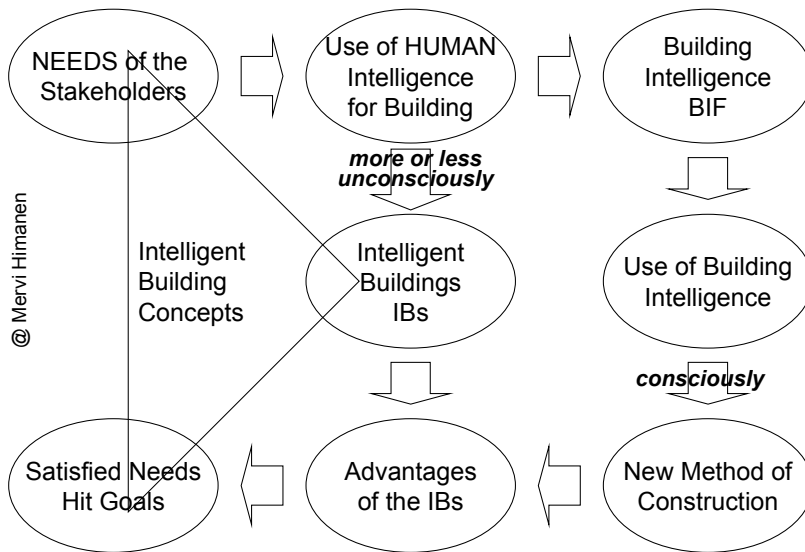 NEEDS of the
Stakeholders
Use of HUMAN
Intelligence
for Building
Building
Intelligence
BIF
more or less
unconsciously
@ Mervi Himanen
Intelligent
Building
Concepts
Intelligent
Buildings
IBs
Use of Building
Intelligence
consciously
Satisfied Needs
Hit Goals
Advantages
of the IBs
New Method of
Construction